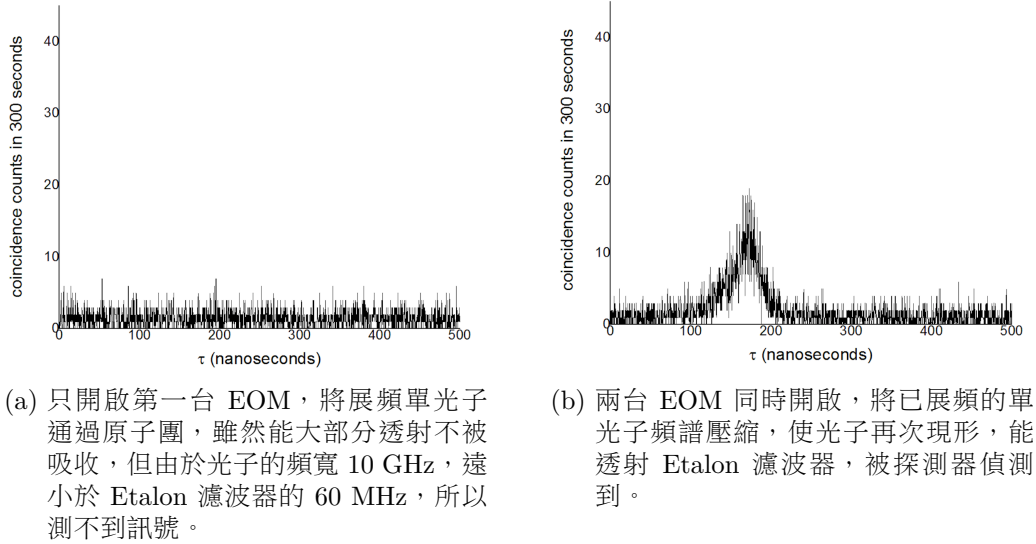 coincidence counts in 300 seconds
40
30
20
10
0
0 100 200 300 400 500
τ (nanoseconds)
coincidence counts in 300 seconds
40
30
20
10
0
0 100 200 300 400 500
τ (nanoseconds)
(a) 只開啟第一台 EOM，將展頻單光子
通過原子團，雖然能大部分透射不被
吸收，但由於光子的頻寬 10 GHz，遠
小於 Etalon 濾波器的 60 MHz，所以
測不到訊號。
(b) 兩台 EOM 同時開啟，將已展頻的單
光子頻譜壓縮，使光子再次現形，能
透射 Etalon 濾波器，被探測器偵測
到。